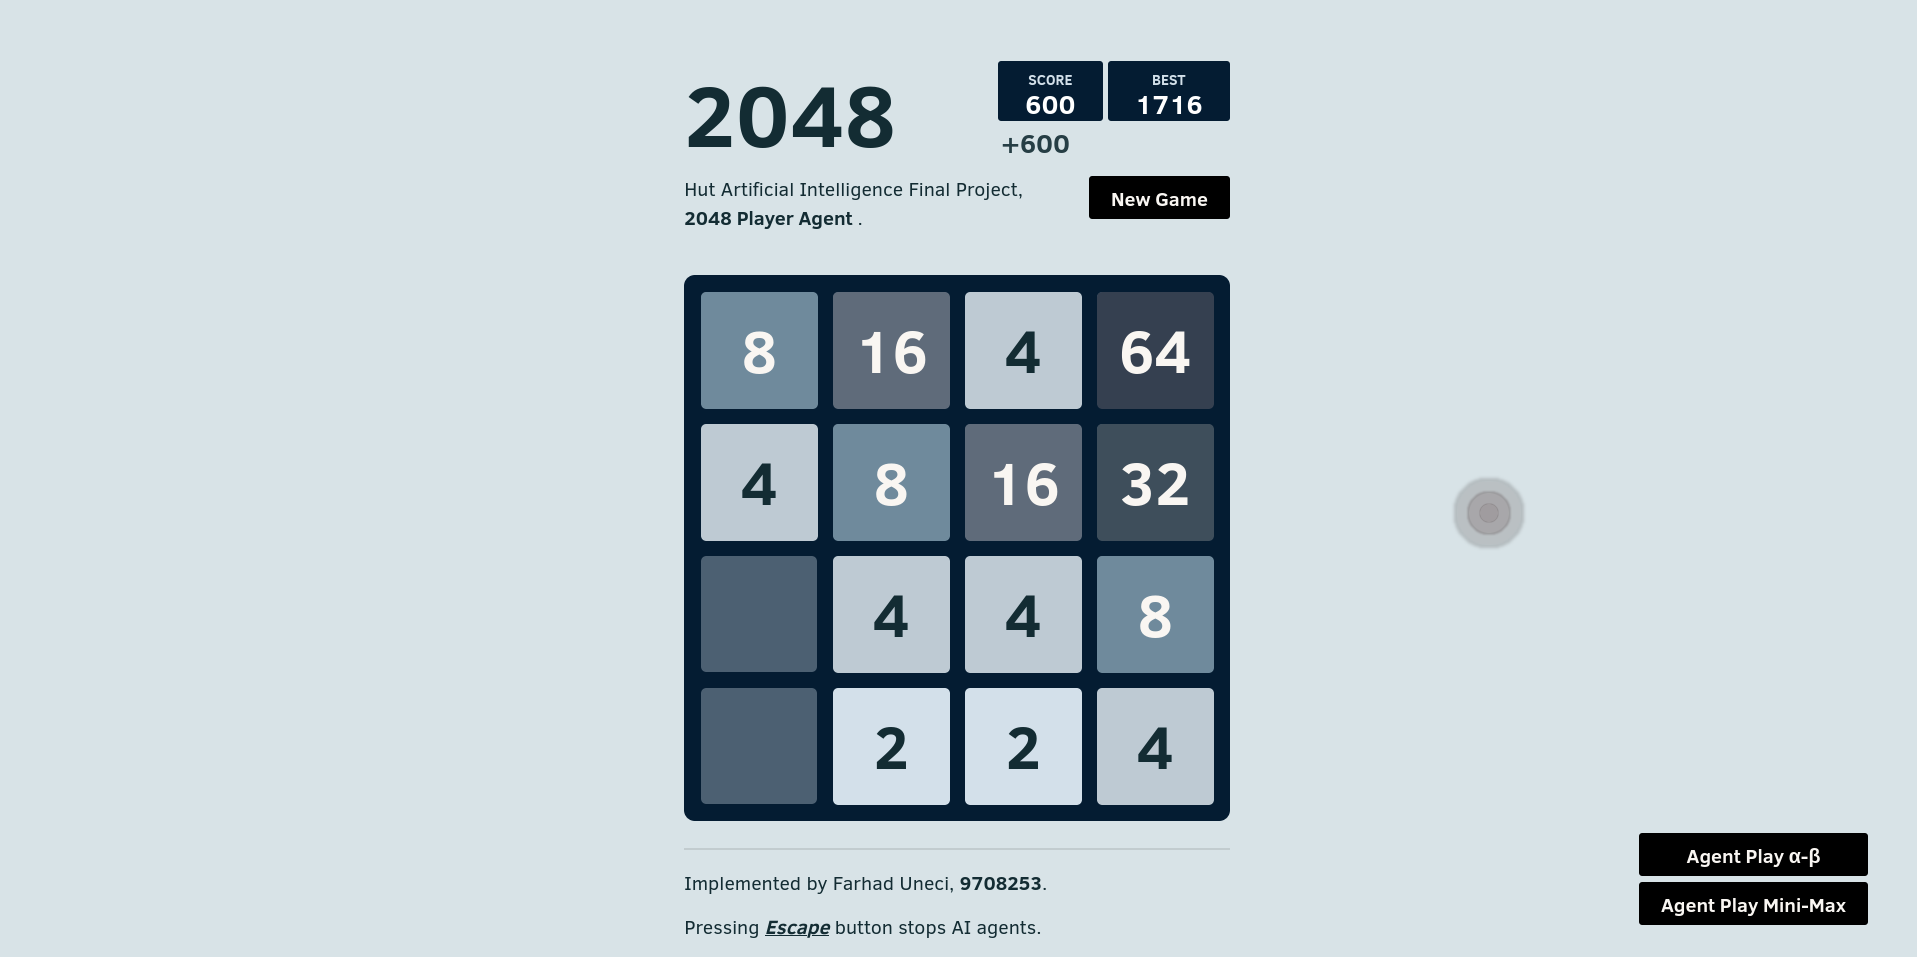 2048
SCORE
600
BEST
1716
+600
Hut Artificial Intelligence Final Project,
2048 Player Agent .
New Game
8 16 4 64
4 8 16 32
4 4 8
2 2 4
Agent Play α-β
Agent Play Mini-Max
Implemented by Farhad Uneci, 9708253.
Pressing Escape button stops AI agents.